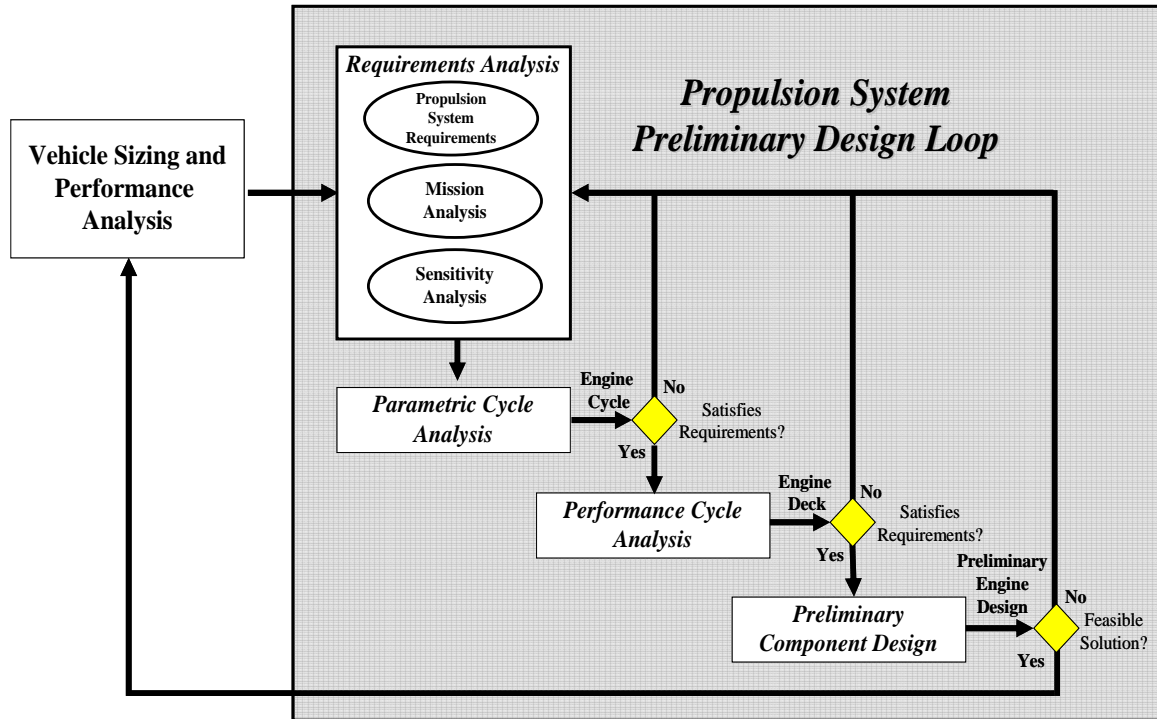 Requirements Analysis
Propulsion
System
Requirements
Mission
Analysis
Sensitivity
Analysis
Propulsion System
Preliminary Design Loop
Vehicle Sizing and
Performance
Analysis
Parametric Cycle
Analysis
Engine
Cycle
No
Satisfies
Requirements?
Yes
Performance Cycle
Analysis
Engine
Deck
No
Satisfies
Requirements?
Yes
Preliminary
Component Design
Preliminary
Engine
Design
No
Feasible
Solution?
Yes